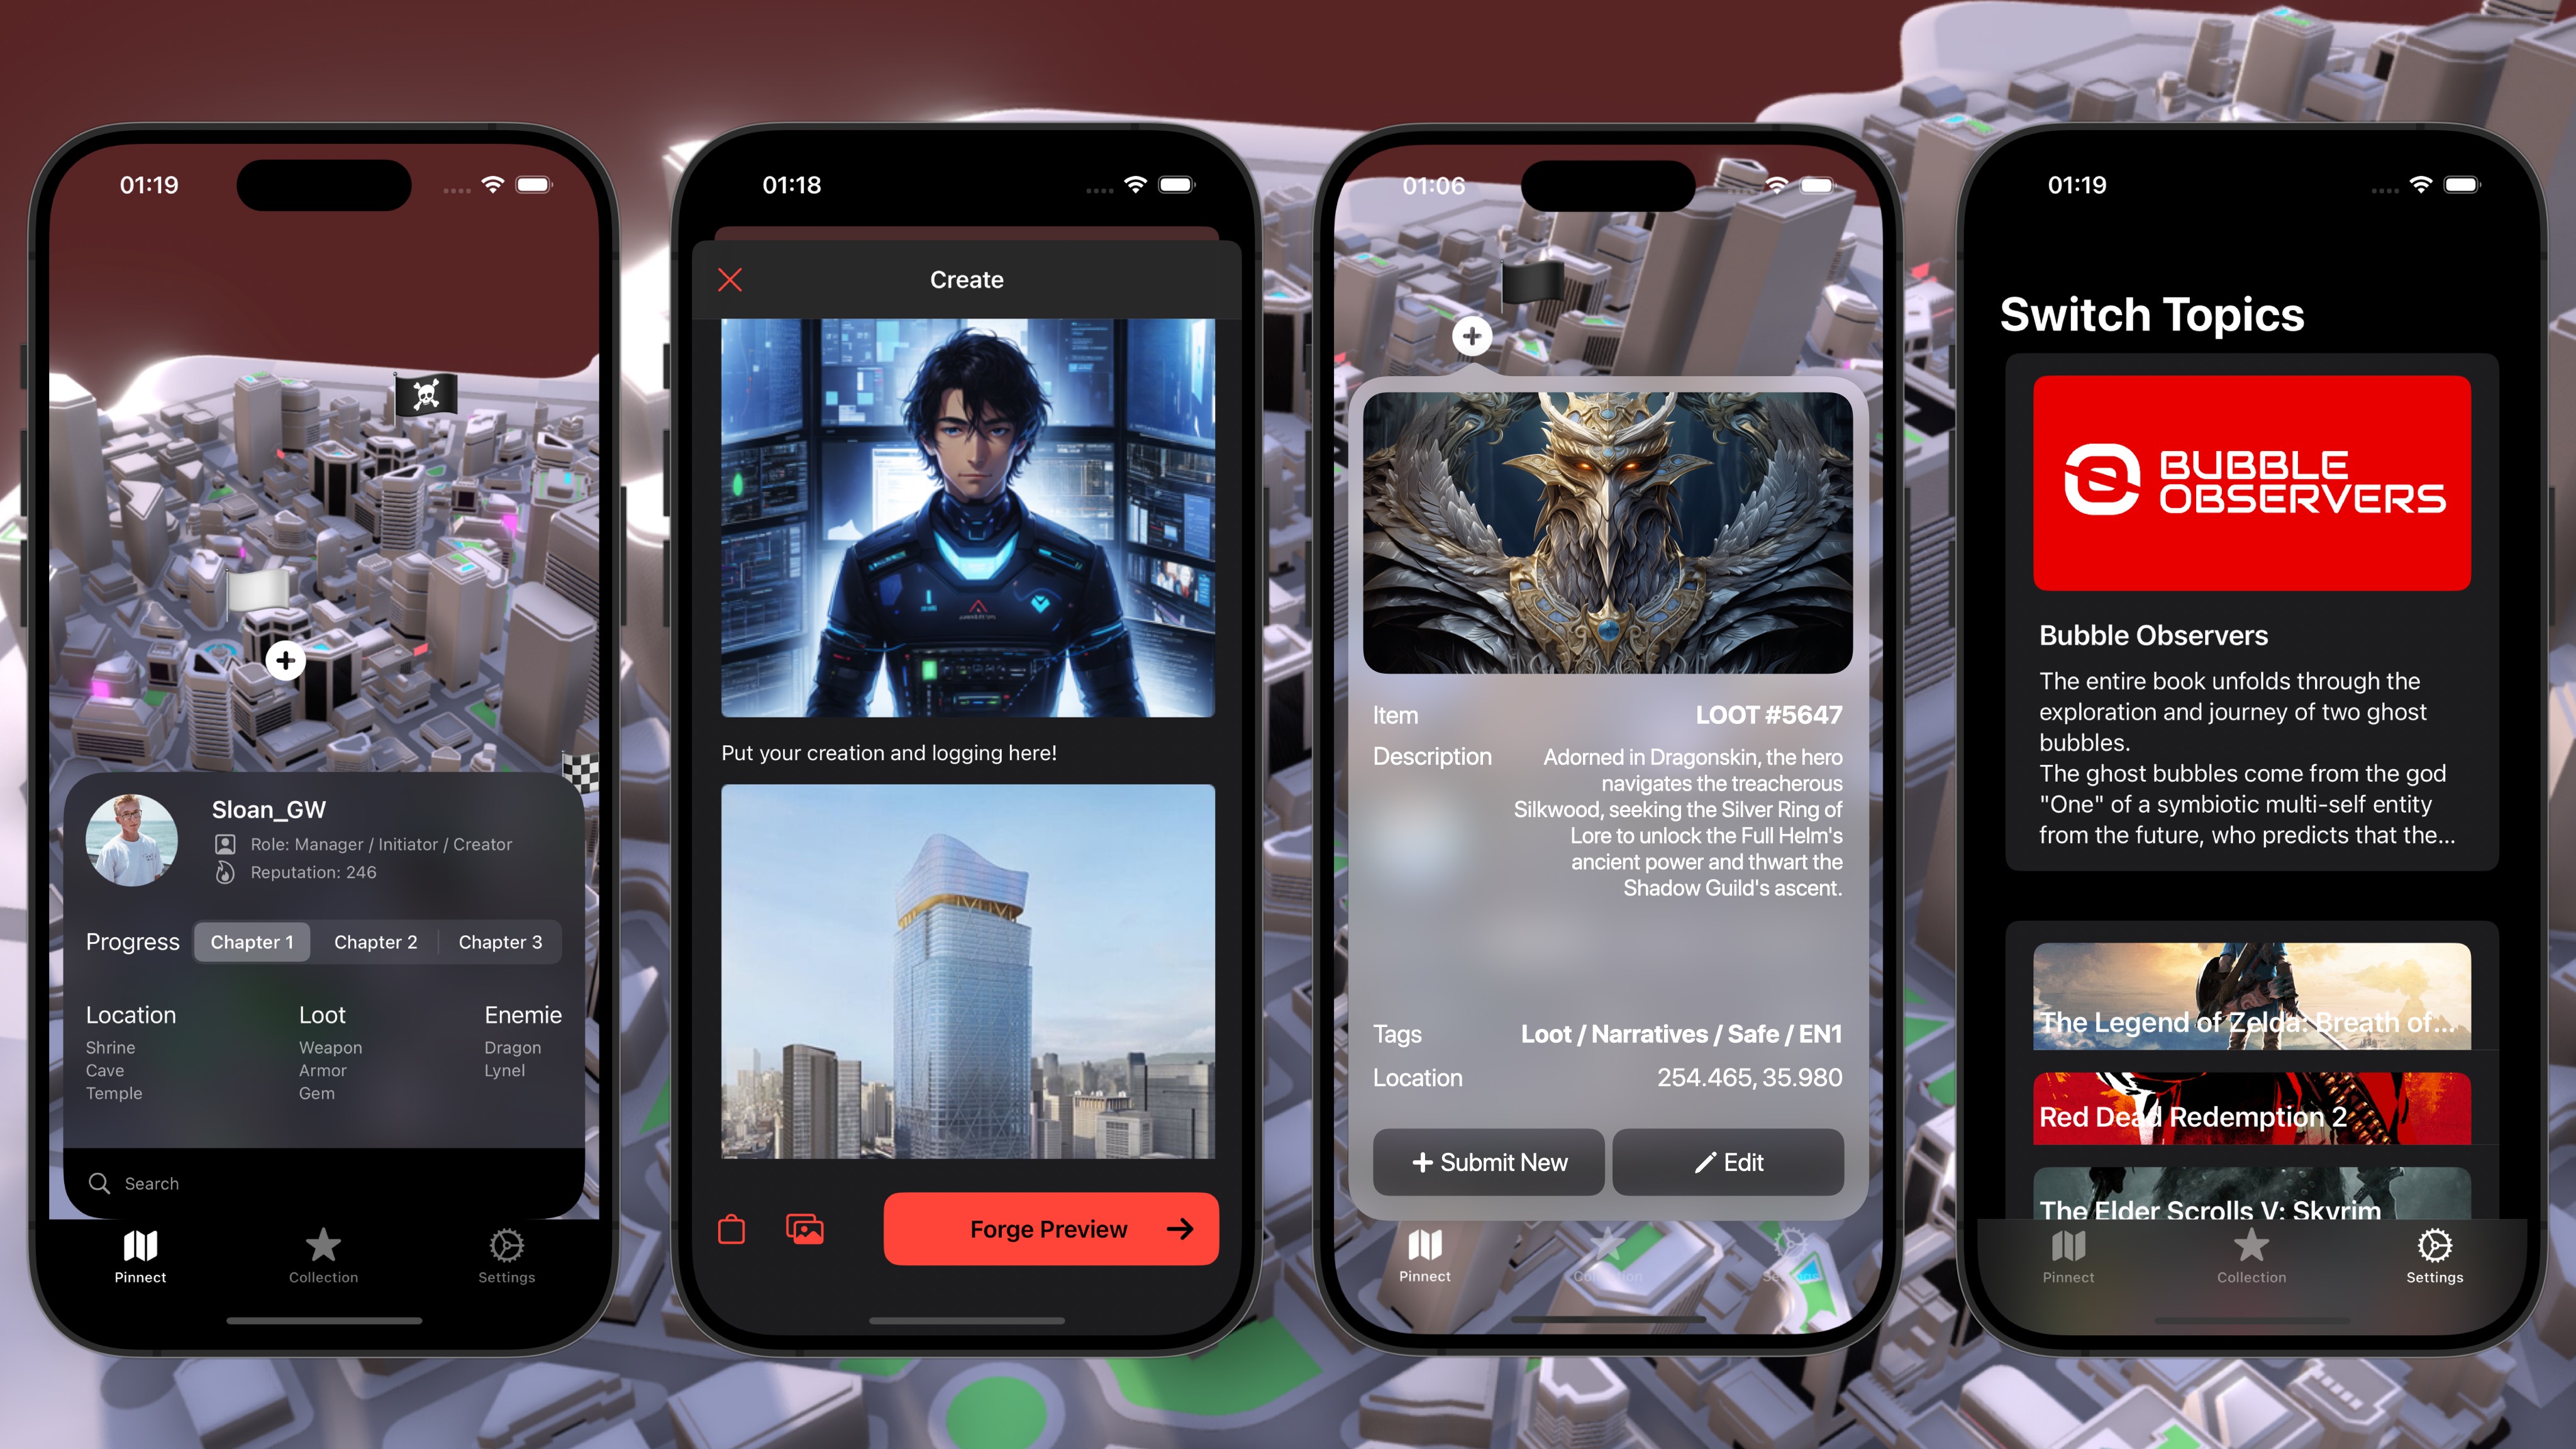 01:19
Sloan_GW
Role: Manager / Initiator / Creator
Reputation: 246
Progress
Chapter 1
Chapter 2
Chapter 3
Location
Shrine
Cave
Temple
Loot
Weapon
Armor
Gem
Enemie
Dragon
Lynel
Search
Pinnect
Collection
Settings
01:18
Create
Put your creation and logging here!
Forge Preview
01:06
Item
LOOT #5647
Description
Adorned in Dragonskin, the hero
navigates the treacherous
Silkwood, seeking the Silver Ring of
Lore to unlock the Full Helm's
ancient power and thwart the
Shadow Guild's ascent.
Tags
Loot / Narratives / Safe / EN1
Location
254.465, 35.980
Submit New
Edit
Pinnect
Collection
Settings
01:19
Switch Topics
BUBBLE
OBSERVERS
Bubble Observers
The entire book unfolds through the
exploration and journey of two ghost
bubbles.
The ghost bubbles come from the god
"One" of a symbiotic multi-self entity
from the future, who predicts that the...
The Legend of Zelda: Breath of...
Red Dead Redemption 2
The Elder Scrolls V: Skyrim
Pinnect
Collection
Settings